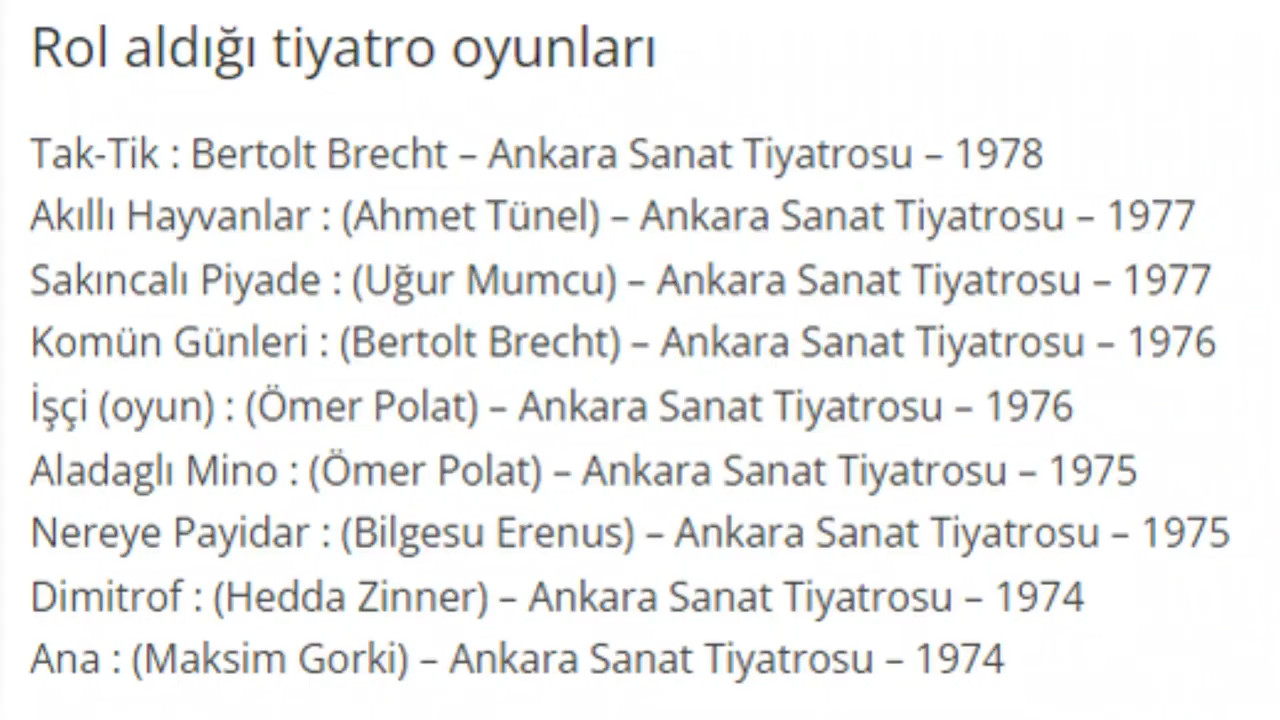 Rol aldığı tiyatro oyunları
Tak-Tik : Bertolt Brecht – Ankara Sanat Tiyatrosu – 1978
Akıllı Hayvanlar : (Ahmet Tünel) – Ankara Sanat Tiyatrosu – 1977
Sakıncalı Piyade : (Uğur Mumcu) – Ankara Sanat Tiyatrosu – 1977
Komün Günleri : (Bertolt Brecht) – Ankara Sanat Tiyatrosu – 1976
İşçi (oyun) : (Ömer Polat) – Ankara Sanat Tiyatrosu – 1976
Aladaglı Mino : (Ömer Polat) – Ankara Sanat Tiyatrosu – 1975
Nereye Payidar : (Bilgesu Erenus) – Ankara Sanat Tiyatrosu – 1975
Dimitrof : (Hedda Zinner) – Ankara Sanat Tiyatrosu – 1974
Ana : (Maksim Gorki) – Ankara Sanat Tiyatrosu – 1974